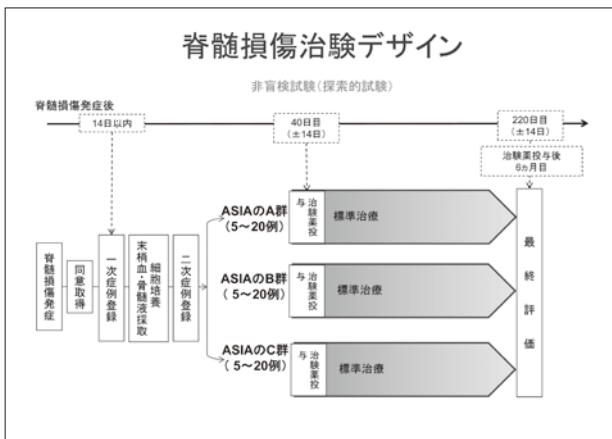 脊髄損傷治験デザイン
非盲検試験（探索的試験）
脊髄損傷発症後
14日以内
40日目
（±14日）
220日目
（±14日）
治験薬投与後
6ヵ月目
脊髄損傷発症
同意取得
一次症例登録
細胞培養
末梢血・骨髄液採取
二次症例登録
ASIAのA群
（5〜20例）
治験薬投与
標準治療
ASIAのB群
（ 5〜20例）
治験薬投与
標準治療
ASIAのC群
（ 5〜20例）
治験薬投与
標準治療
最終評価